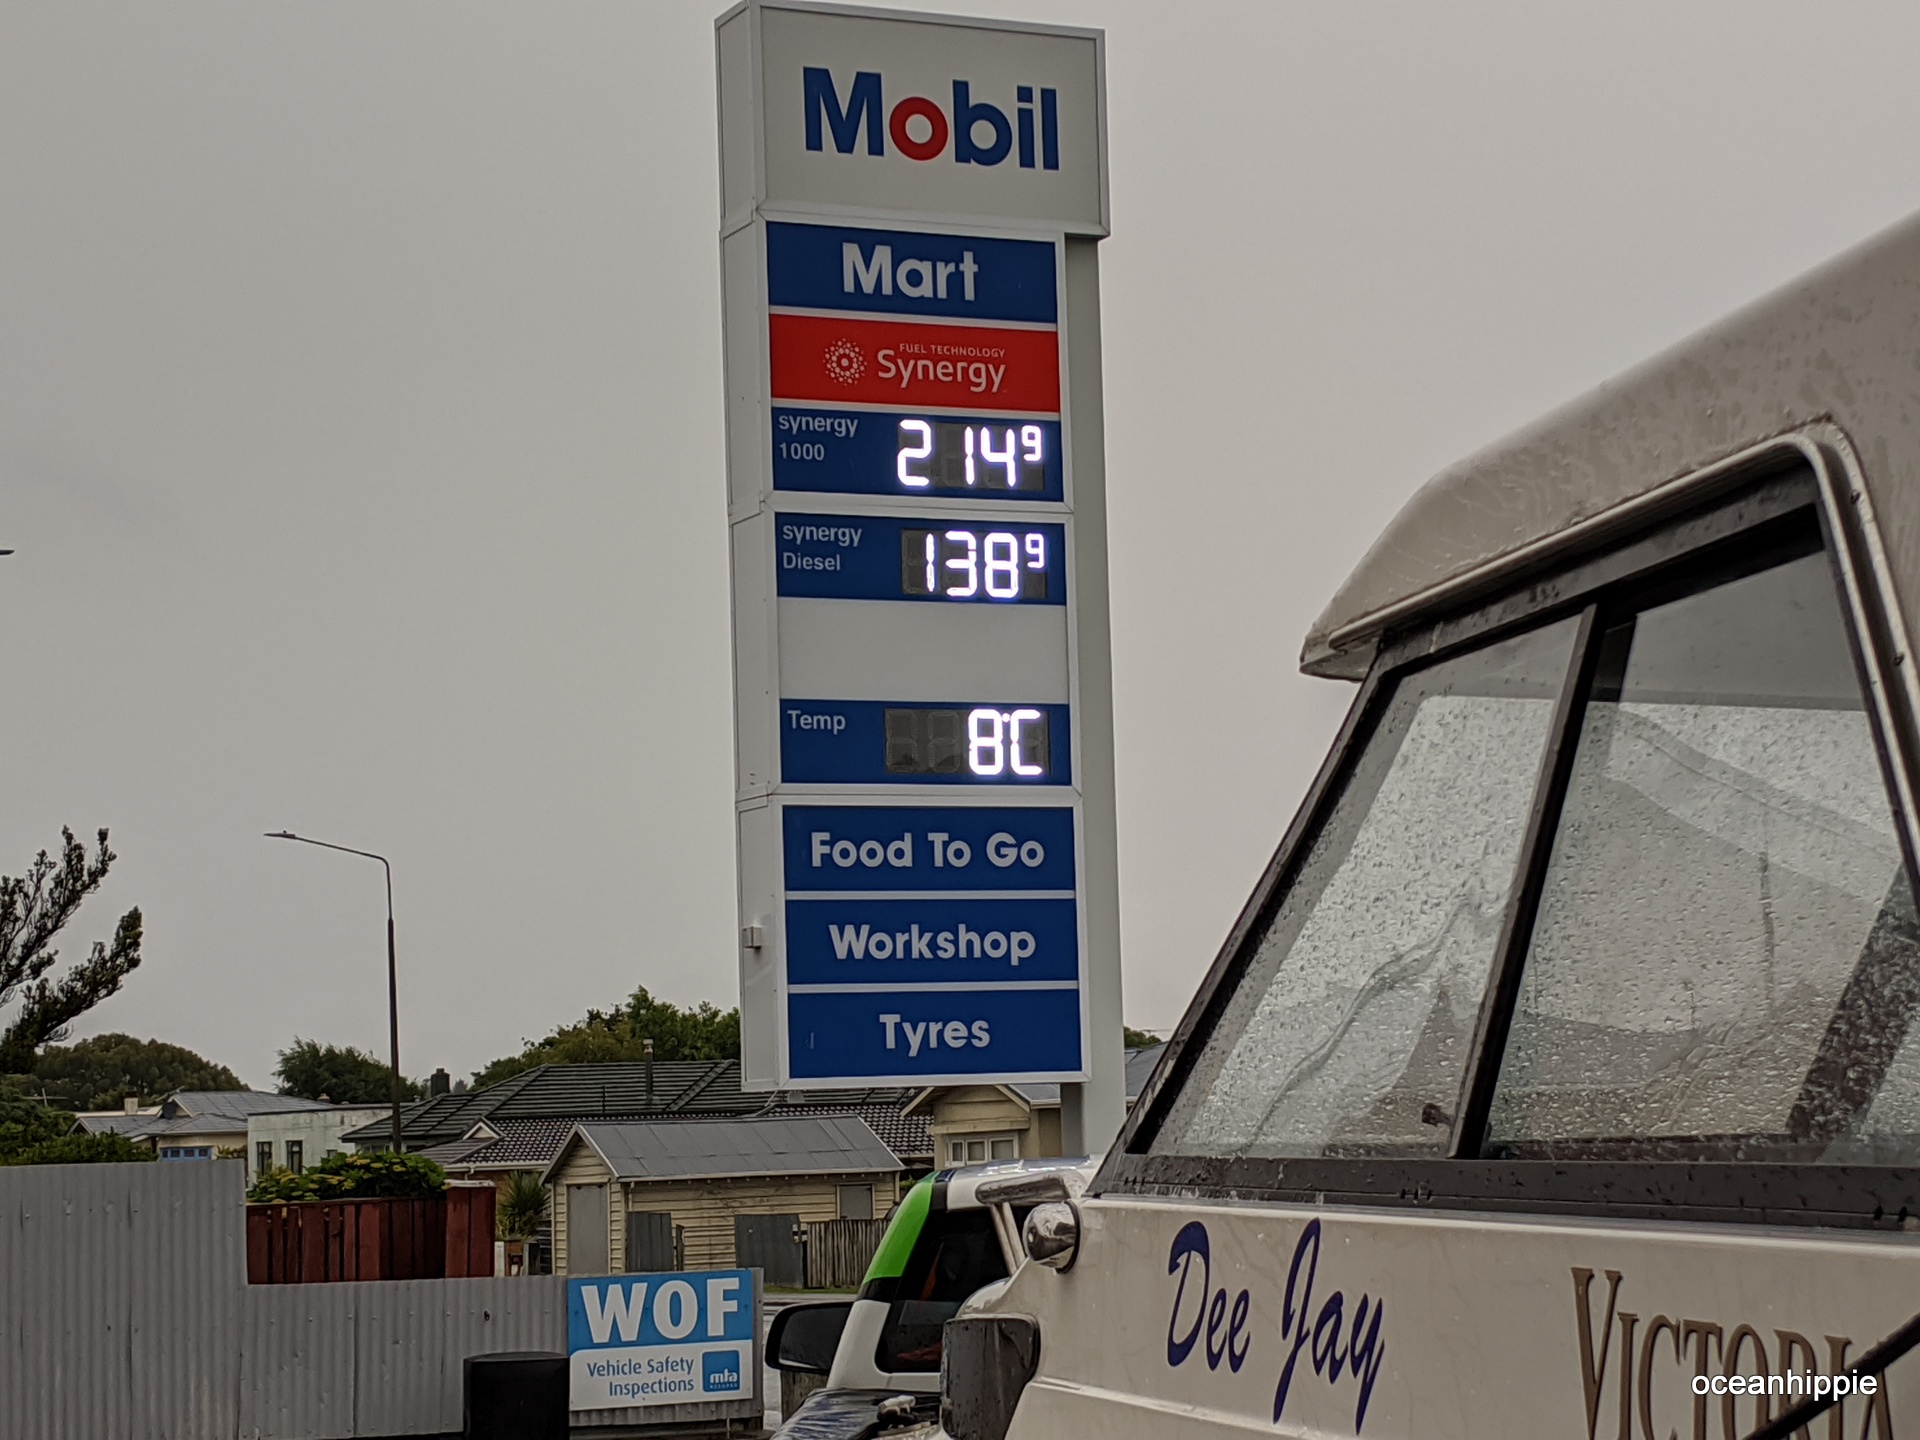 Mobil
Mart
FUEL TECHNOLOGY
Synergy
synergy
1000
214⁹
synergy
Diesel
138⁹
Temp
8°C
Food To Go
Workshop
Tyres
WOF
Vehicle Safety
Inspections
mta
Dee Jay
VICTORIA
oceanhippie